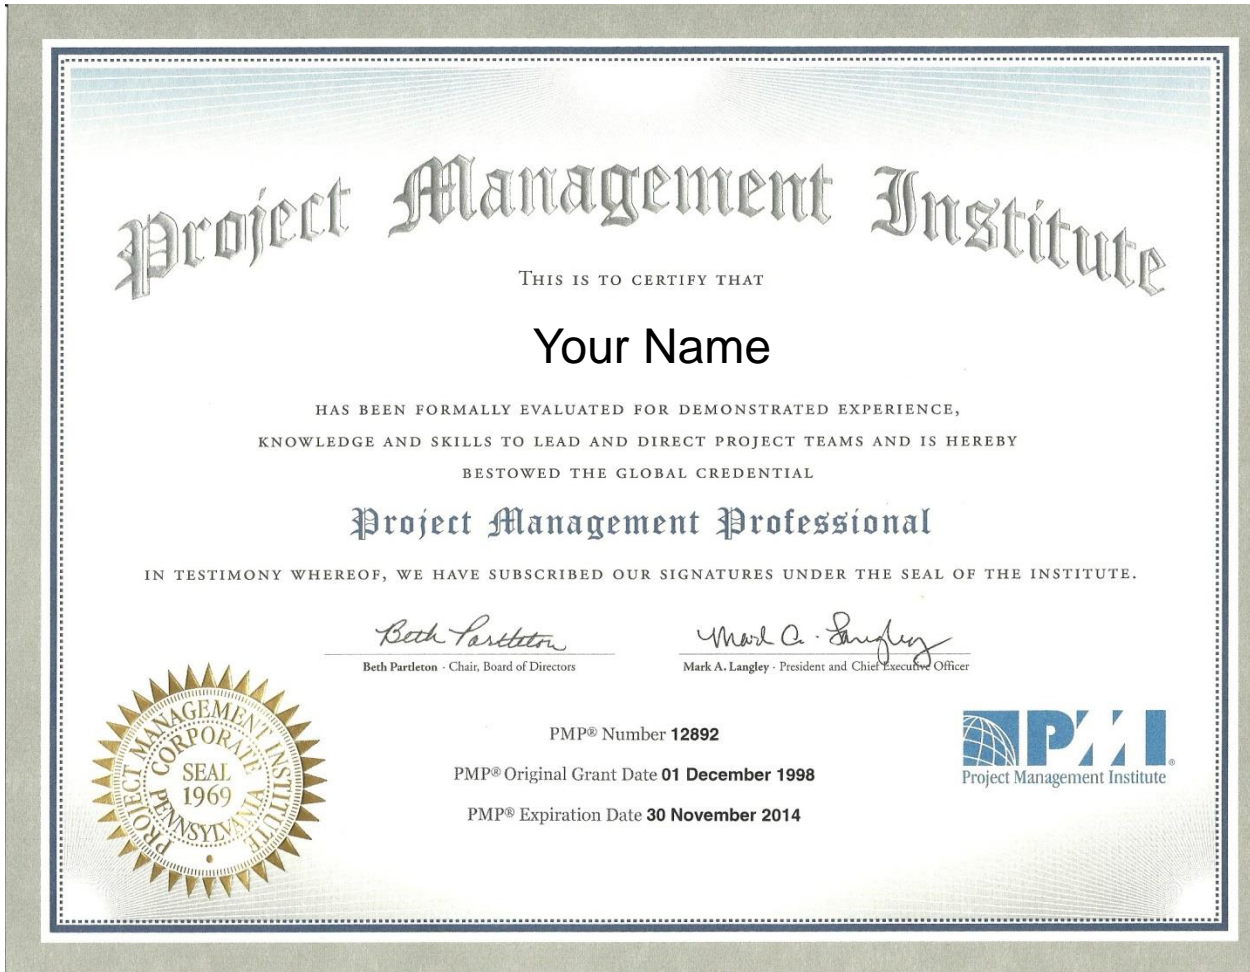 Project Management Institute
THIS IS TO CERTIFY THAT
Your Name
HAS BEEN FORMALLY EVALUATED FOR DEMONSTRATED EXPERIENCE,
KNOWLEDGE AND SKILLS TO LEAD AND DIRECT PROJECT TEAMS AND IS HEREBY
BESTOWED THE GLOBAL CREDENTIAL
Project Management Professional
IN TESTIMONY WHEREOF, WE HAVE SUBSCRIBED OUR SIGNATURES UNDER THE SEAL OF THE INSTITUTE.
Beth Partleton
Mark A. Langley
Beth Partleton · Chair, Board of Directors
Mark A. Langley · President and Chief Executive Officer
PROJECT MANAGEMENT INSTITUTE
CORPORATE
SEAL
1969
PENNSYLVANIA
PMP® Number 12892
PMP® Original Grant Date 01 December 1998
PMP® Expiration Date 30 November 2014
PMI®
Project Management Institute